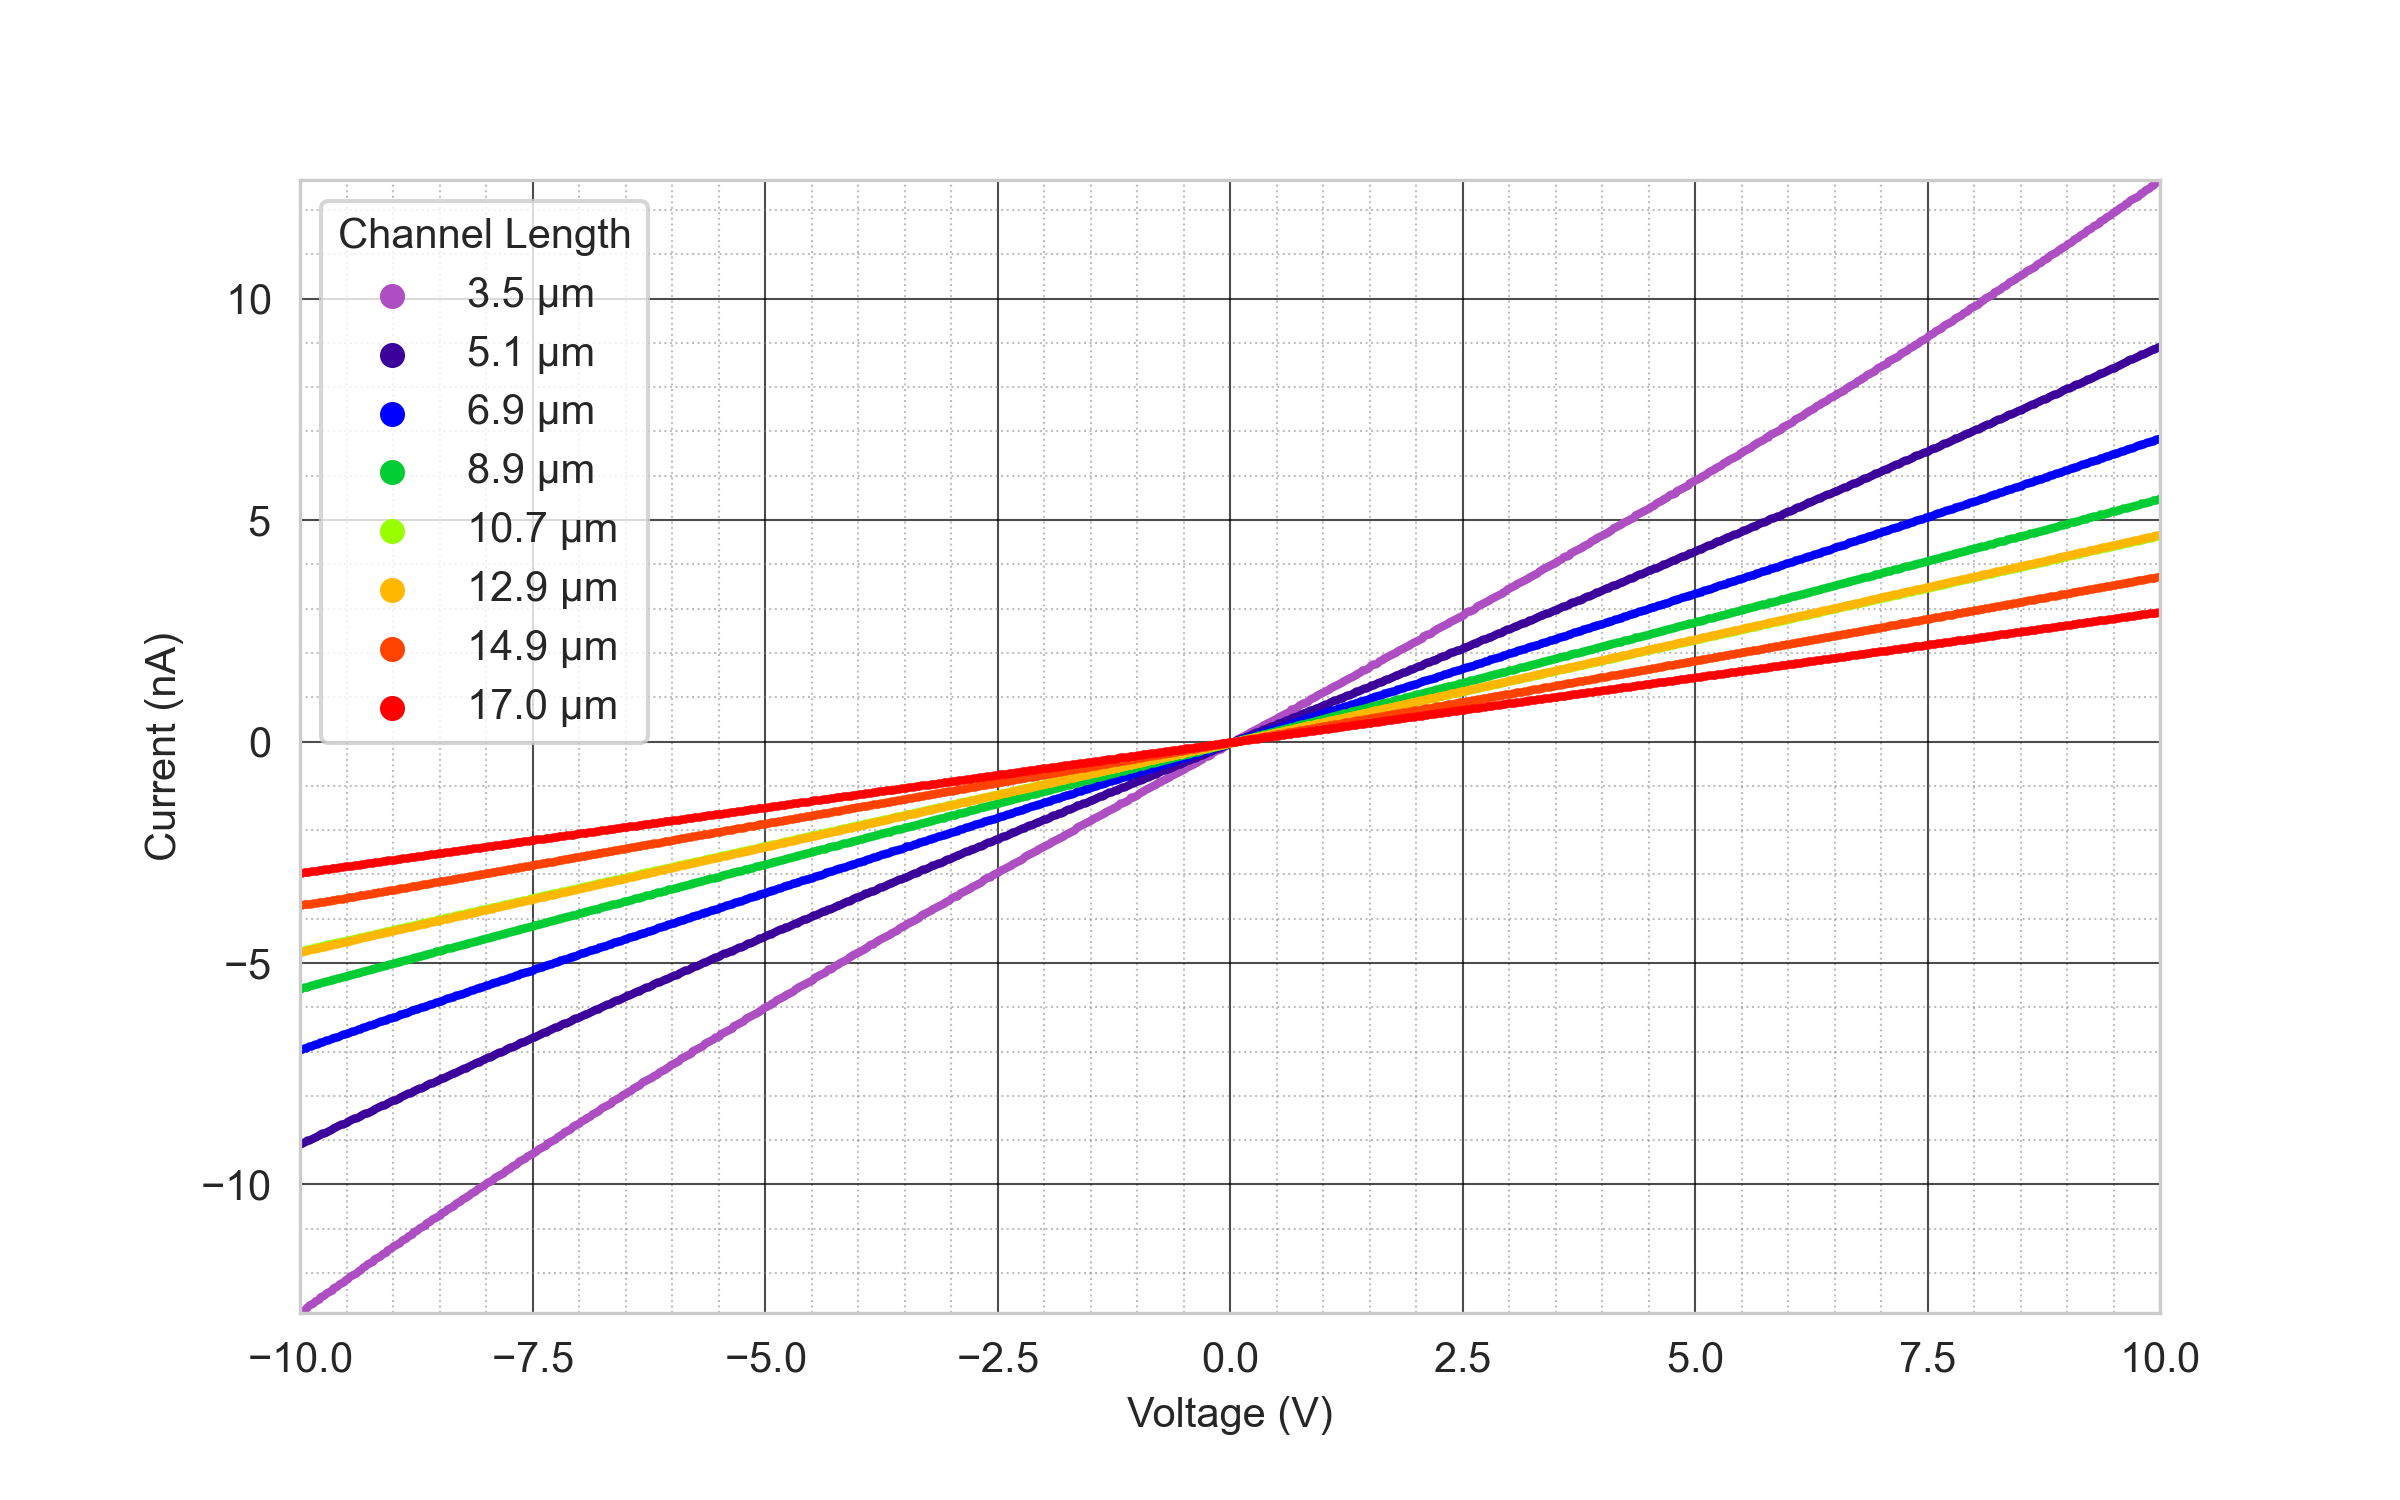 Channel Length
3.5 µm
5.1 µm
6.9 µm
8.9 µm
10.7 µm
12.9 µm
14.9 µm
17.0 µm
Current (nA)
10
5
0
−5
−10
−10.0 −7.5 −5.0 −2.5 0.0 2.5 5.0 7.5 10.0
Voltage (V)